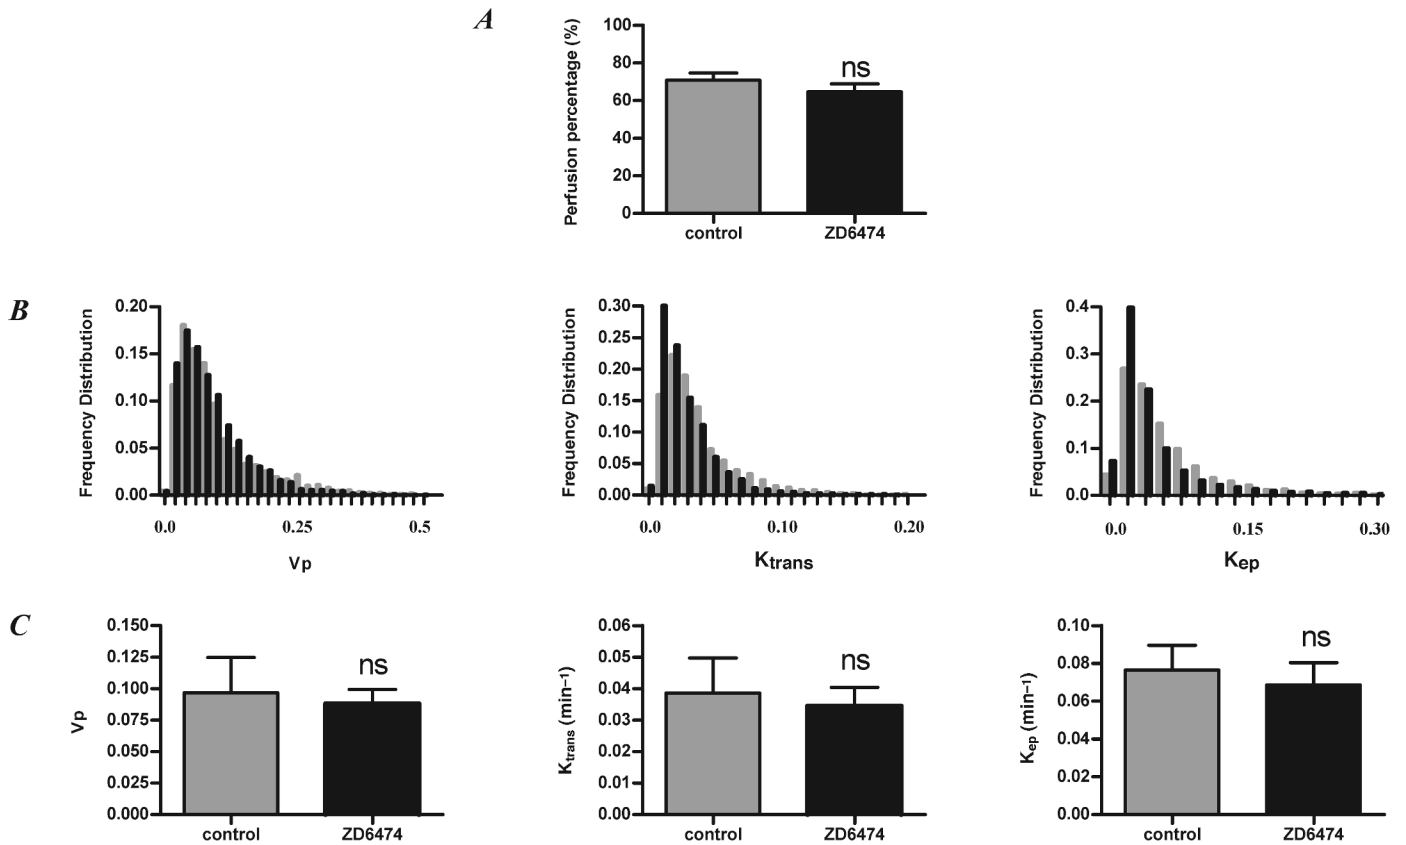 A
Perfusion percentage (%)
100
80
60
40
20
0
ns
control ZD6474
B
Frequency Distribution
0.20
0.15
0.10
0.05
0.00
0.0 0.25 0.5
Vp
Frequency Distribution
0.30
0.25
0.20
0.15
0.10
0.05
0.00
0.0 0.10 0.20
Ktrans
Frequency Distribution
0.4
0.3
0.2
0.1
0.0
0.0 0.15 0.30
Kep
C
Vp
0.150
0.125
0.100
0.075
0.050
0.025
0.000
ns
control ZD6474
Ktrans (min–1)
0.06
0.05
0.04
0.03
0.02
0.01
0.00
ns
control ZD6474
Kep (min–1)
0.10
0.08
0.06
0.04
0.02
0.00
ns
control ZD6474